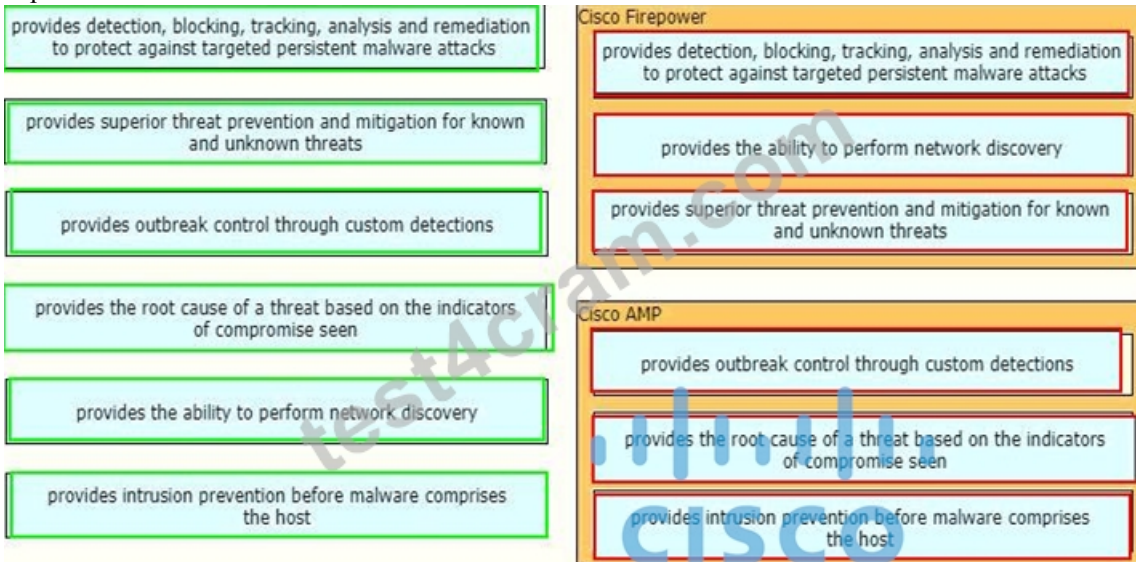 provides detection, blocking, tracking, analysis and remediation
to protect against targeted persistent malware attacks
provides superior threat prevention and mitigation for known
and unknown threats
provides outbreak control through custom detections
provides the root cause of a threat based on the indicators
of compromise seen
provides the ability to perform network discovery
provides intrusion prevention before malware comprises
the host
Cisco Firepower
provides detection, blocking, tracking, analysis and remediation
to protect against targeted persistent malware attacks
provides the ability to perform network discovery
provides superior threat prevention and mitigation for known
and unknown threats
Cisco AMP
provides outbreak control through custom detections
provides the root cause of a threat based on the indicators
of compromise seen
provides intrusion prevention before malware comprises
the host
test4cram.com
CISCO